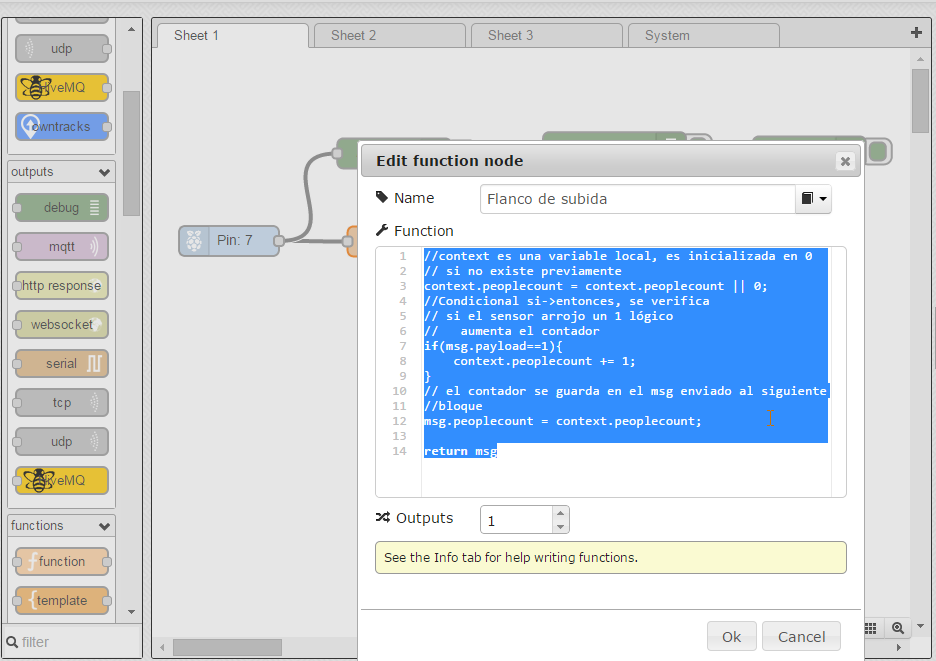 udp
HiveMQ
owntracks
outputs
debug
mqtt
http response
websocket
serial
tcp
udp
HiveMQ
functions
function
template
filter
Sheet 1
Sheet 2
Sheet 3
System
Pin: 7
Edit function node
Name
Flanco de subida
Function
1 //context es una variable local, es inicializada en 0
2 // si no existe previamente
3 context.peoplecount = context.peoplecount || 0;
4 //Condicional si->entonces, se verifica
5 // si el sensor arrojo un 1 lógico
6 //   aumenta el contador
7 if(msg.payload==1){
8     context.peoplecount += 1;
9 }
10 // el contador se guarda en el msg enviado al siguiente
11 //bloque
12 msg.peoplecount = context.peoplecount;
13
14 return msg
Outputs
1
See the Info tab for help writing functions.
Ok
Cancel